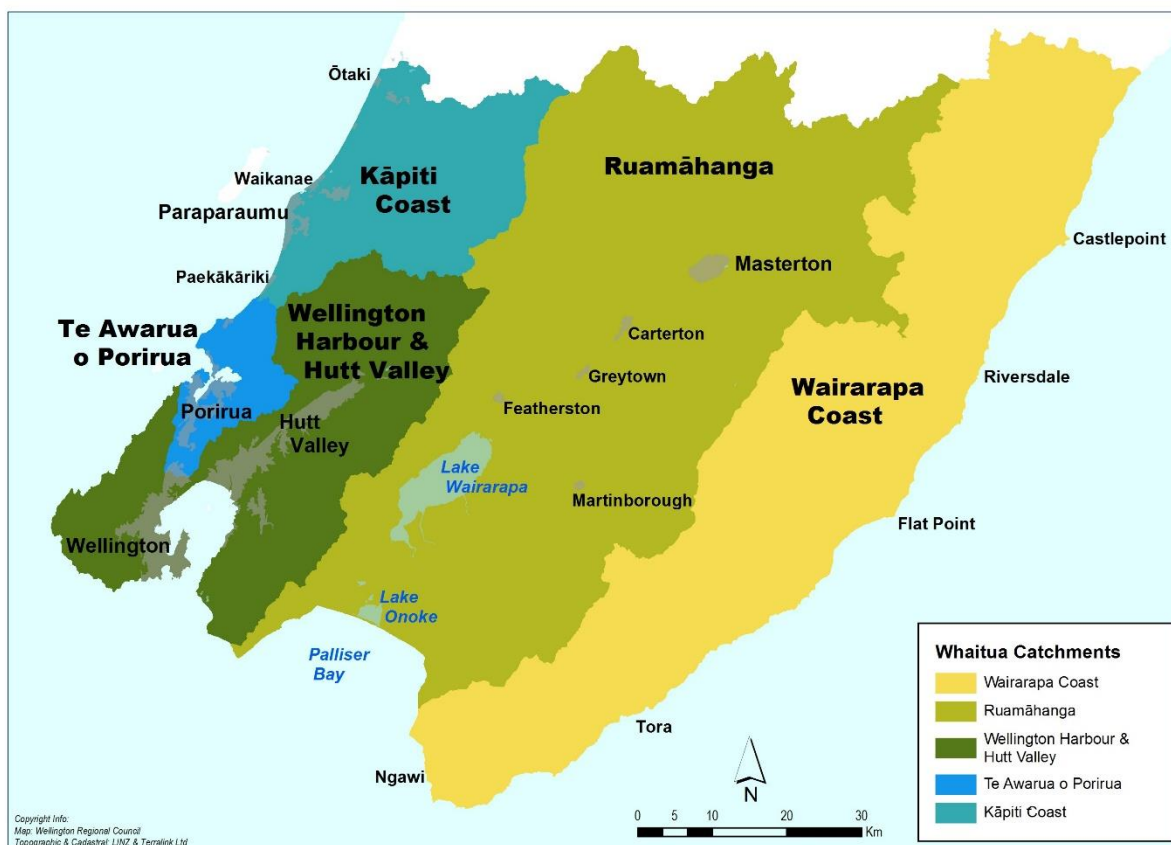 Ōtaki
Waikanae
Kāpiti
Coast
Ruamāhanga
Paraparaumu
Castlepoint
Masterton
Paekākāriki
Te Awarua
o Porirua
Wellington
Harbour &
Hutt Valley
Carterton
Greytown
Riversdale
Wairarapa
Coast
Featherston
Porirua
Hutt
Valley
Lake
Wairarapa
Martinborough
Flat Point
Wellington
Lake
Onoke
Palliser
Bay
Tora
Ngawi
N
0 5 10 20 30
Km
Whaitua Catchments
Wairarapa Coast
Ruamāhanga
Wellington Harbour &
Hutt Valley
Te Awarua o Porirua
Kāpiti Coast
Copyright Info:
Map: Wellington Regional Council
Topographic & Cadastral: LINZ & Terralink Ltd